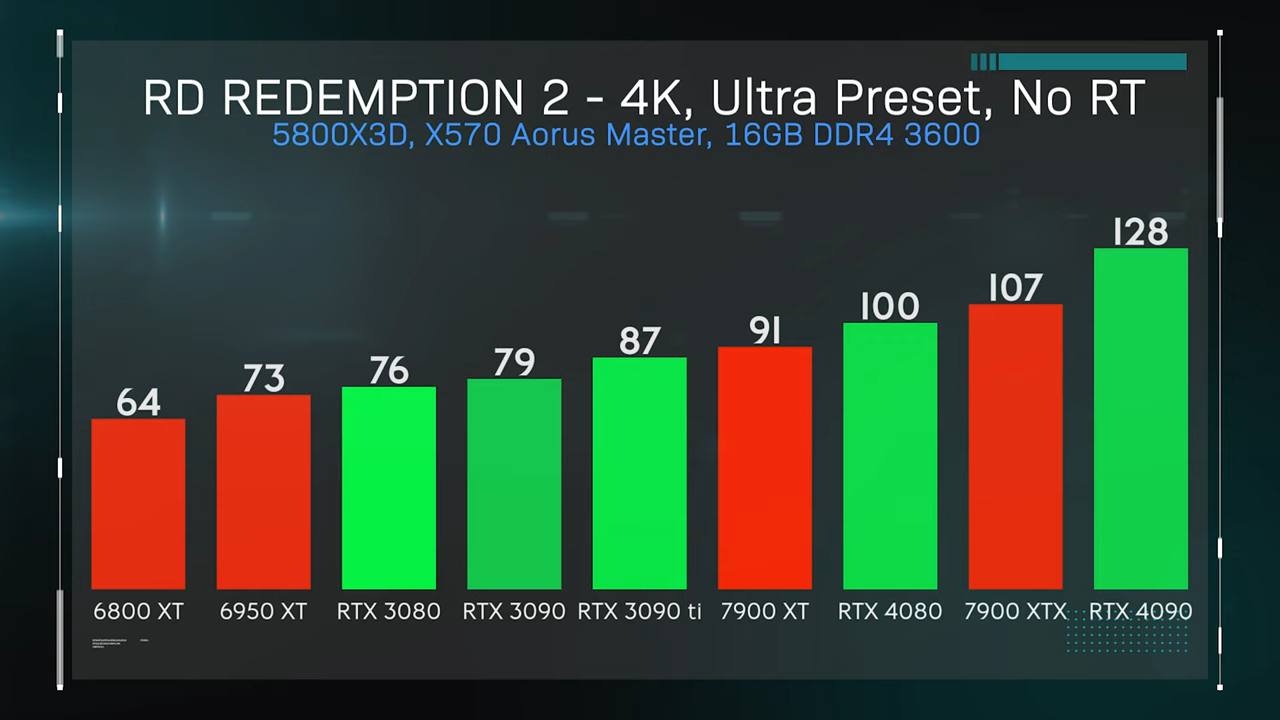 RD REDEMPTION 2 - 4K, Ultra Preset, No RT
5800X3D, X570 Aorus Master, 16GB DDR4 3600
64 73 76 79 87 91 100 107 128
6800 XT 6950 XT RTX 3080 RTX 3090 RTX 3090 ti 7900 XT RTX 4080 7900 XTX RTX 4090